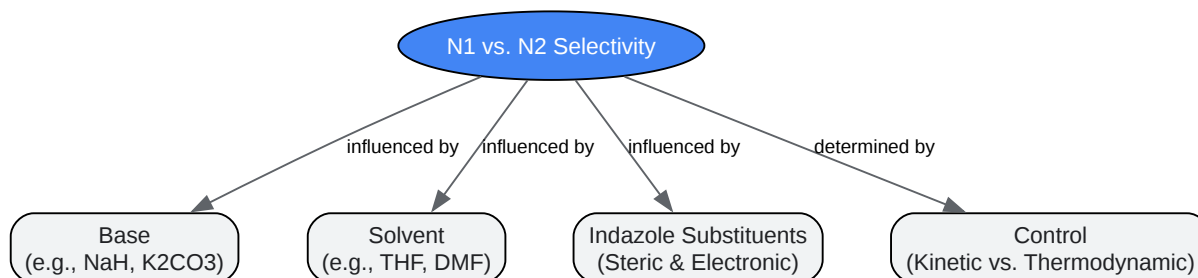 N1 vs. N2 Selectivity
influenced by
influenced by
influenced by
determined by
Base
(e.g., NaH, K2CO3)
Solvent
(e.g., THF, DMF)
Indazole Substituents
(Steric & Electronic)
Control
(Kinetic vs. Thermodynamic)